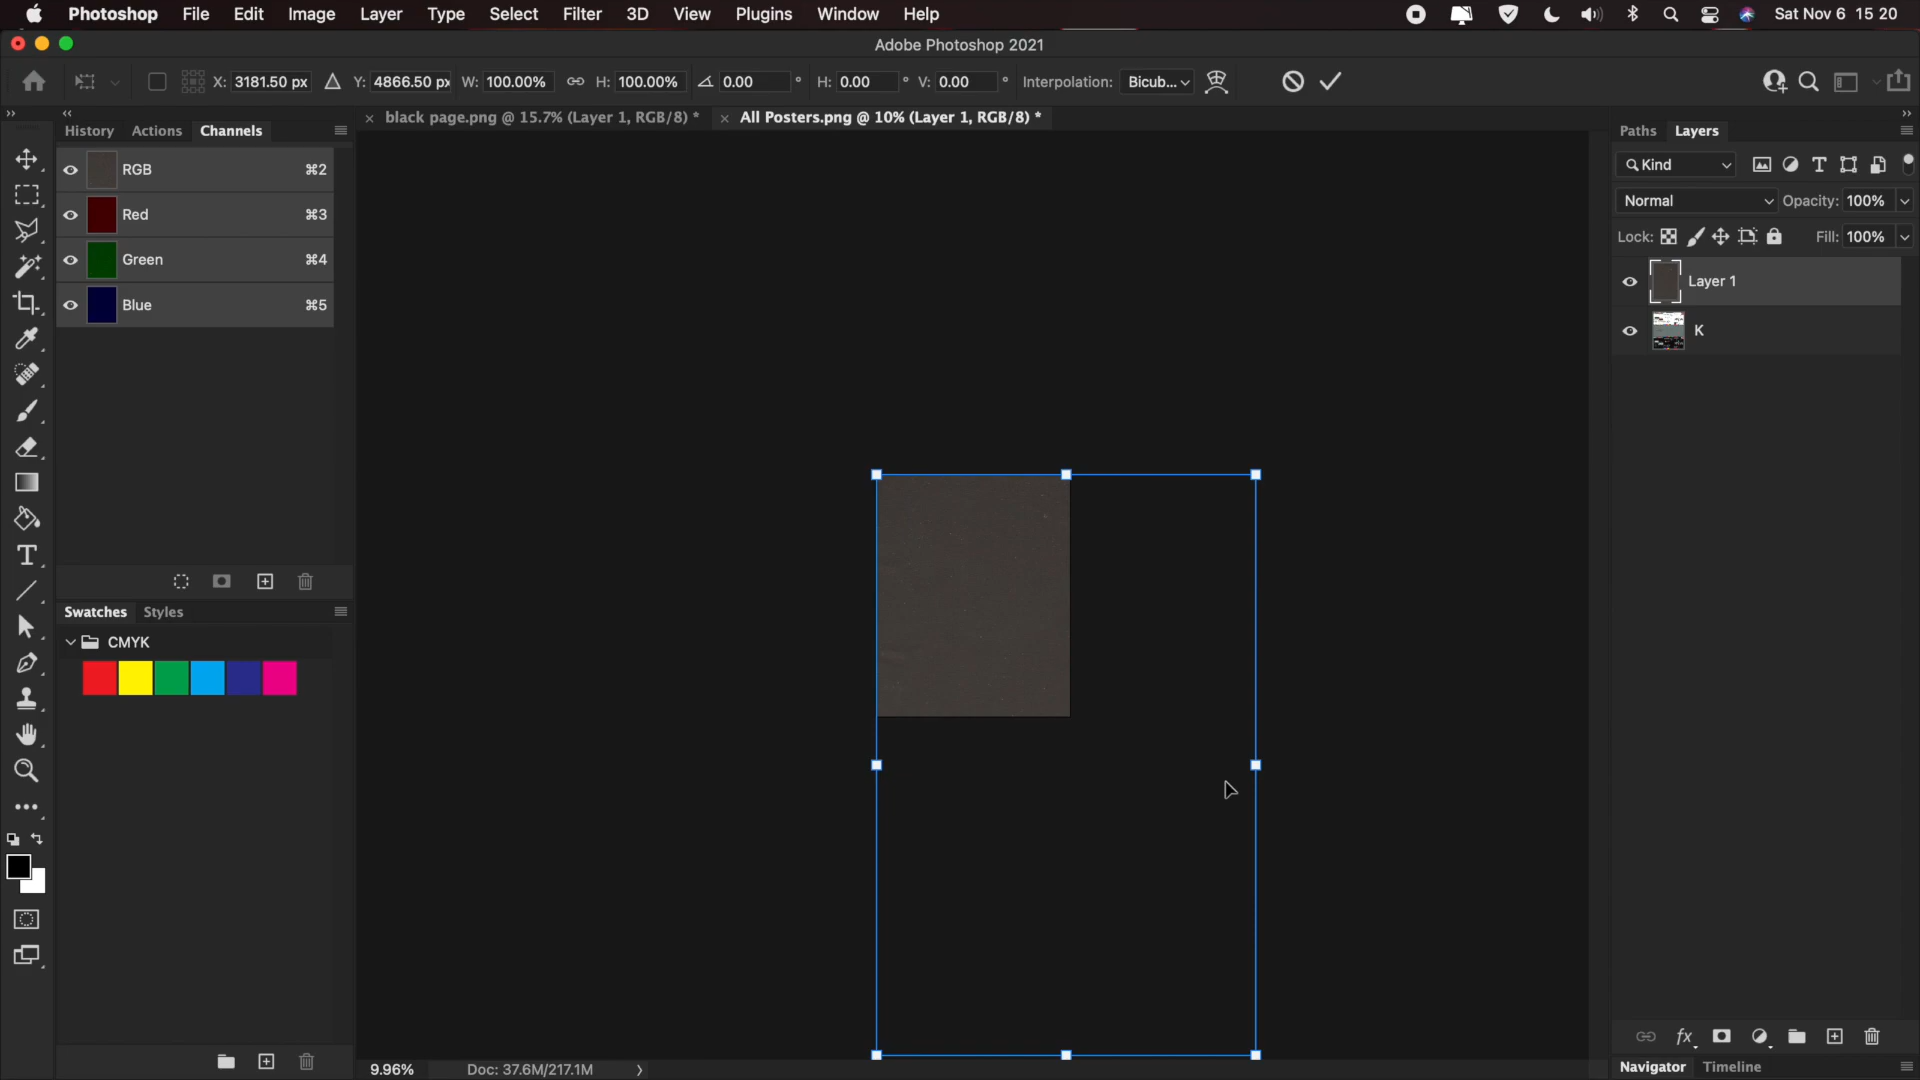 Photoshop File Edit Image Layer Type Select Filter 3D View Plugins Window Help Sat Nov 6 15 20
Adobe Photoshop 2021
X: 3181.50 px Y: 4866.50 px W: 100.00% H: 100.00% 0.00 ° H: 0.00 ° V: 0.00 ° Interpolation: Bicub...
black page.png @ 15.7% (Layer 1, RGB/8) * All Posters.png @ 10% (Layer 1, RGB/8) *
History Actions Channels
RGB ⌘2
Red ⌘3
Green ⌘4
Blue ⌘5
Swatches Styles
CMYK
9.96% Doc: 37.6M/217.1M
Paths Layers
Kind
Normal Opacity: 100%
Lock: Fill: 100%
Layer 1
K
Navigator Timeline